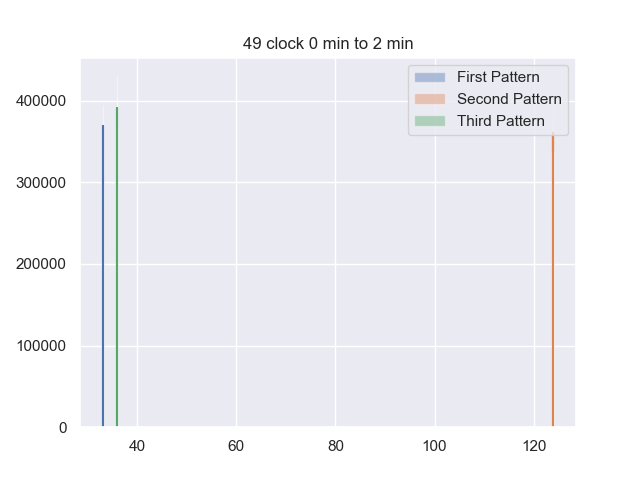 49 clock 0 min to 2 min
First Pattern
Second Pattern
Third Pattern
400000
300000
200000
100000
0
40 60 80 100 120